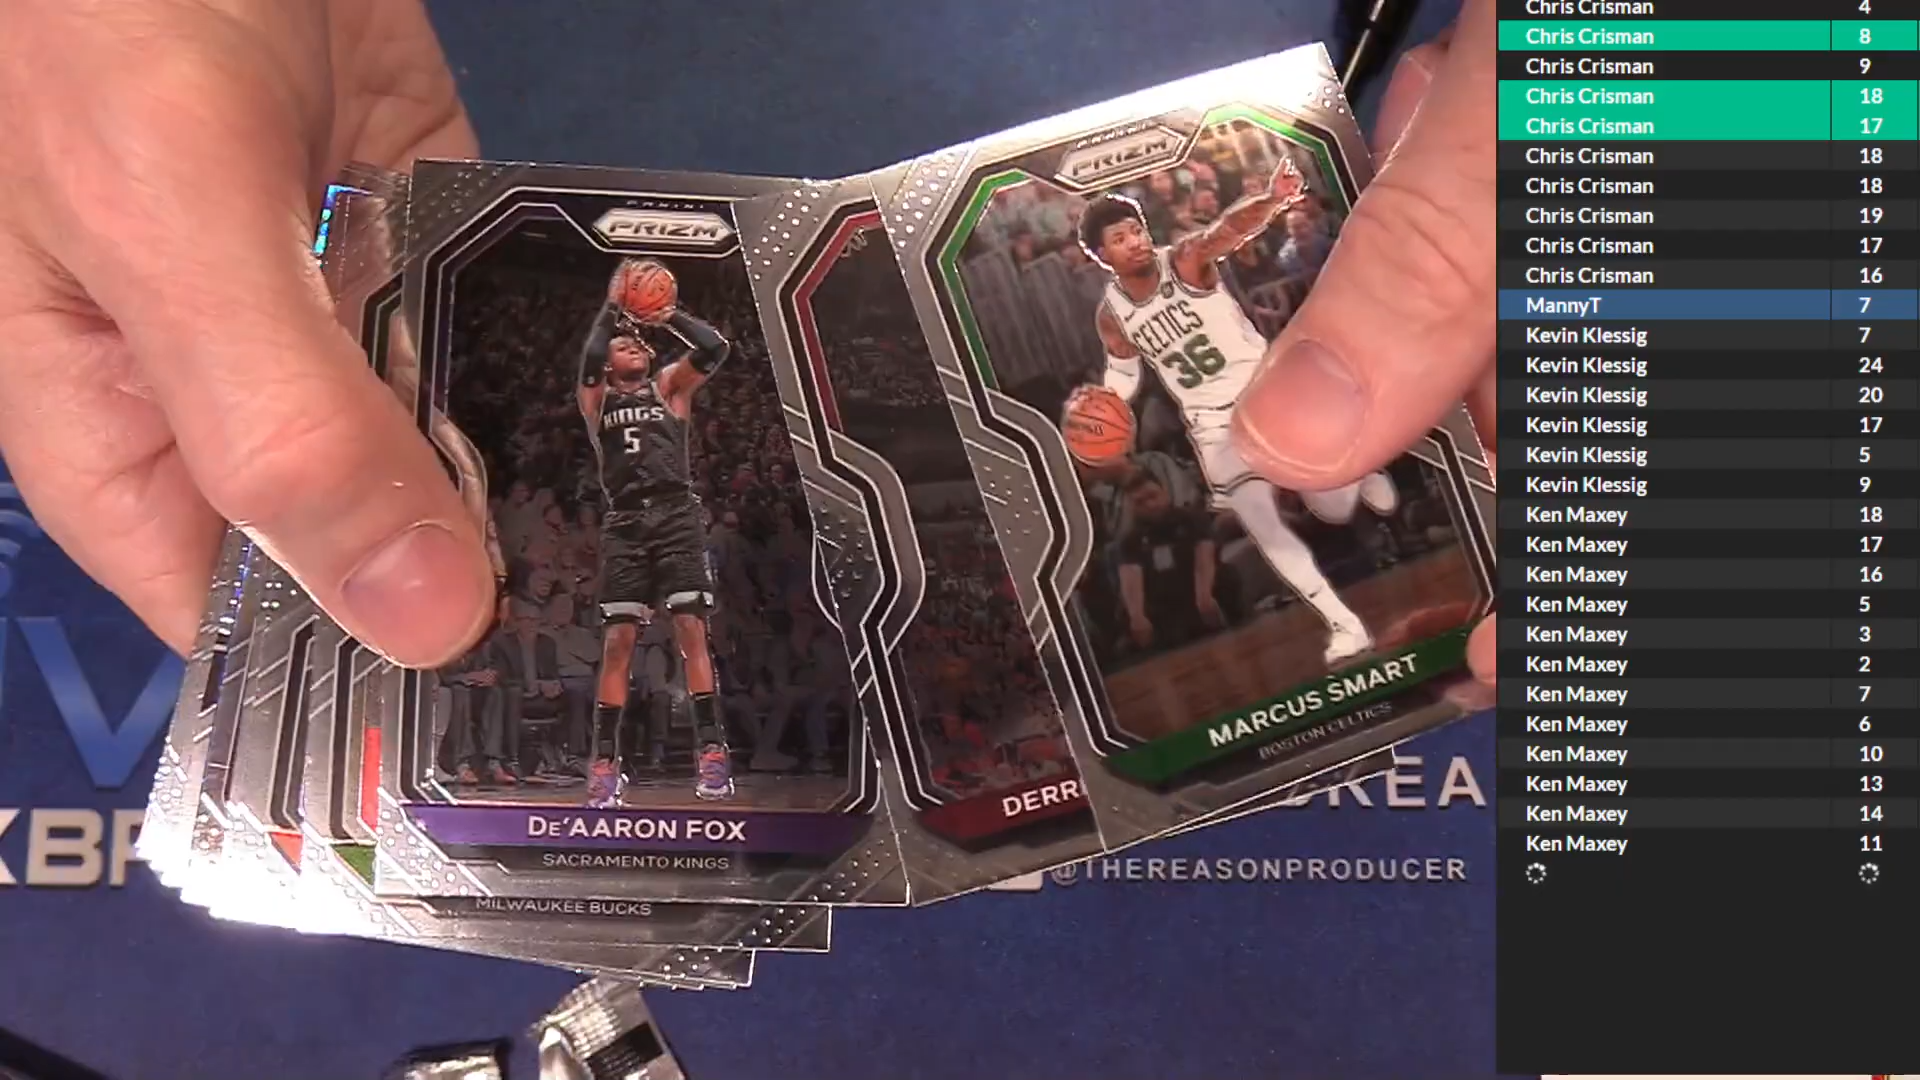 PANINI
PRIZM
KINGS
5
DE'AARON FOX
SACRAMENTO KINGS
MILWAUKEE BUCKS
PRIZM
CELTICS
36
MARCUS SMART
BOSTON CELTICS
DERR
@THEREASONPRODUCER
Chris Crisman 4
Chris Crisman 8
Chris Crisman 9
Chris Crisman 18
Chris Crisman 17
Chris Crisman 18
Chris Crisman 18
Chris Crisman 19
Chris Crisman 17
Chris Crisman 16
MannyT 7
Kevin Klessig 7
Kevin Klessig 24
Kevin Klessig 20
Kevin Klessig 17
Kevin Klessig 5
Kevin Klessig 9
Ken Maxey 18
Ken Maxey 17
Ken Maxey 16
Ken Maxey 5
Ken Maxey 3
Ken Maxey 2
Ken Maxey 7
Ken Maxey 6
Ken Maxey 10
Ken Maxey 13
Ken Maxey 14
Ken Maxey 11